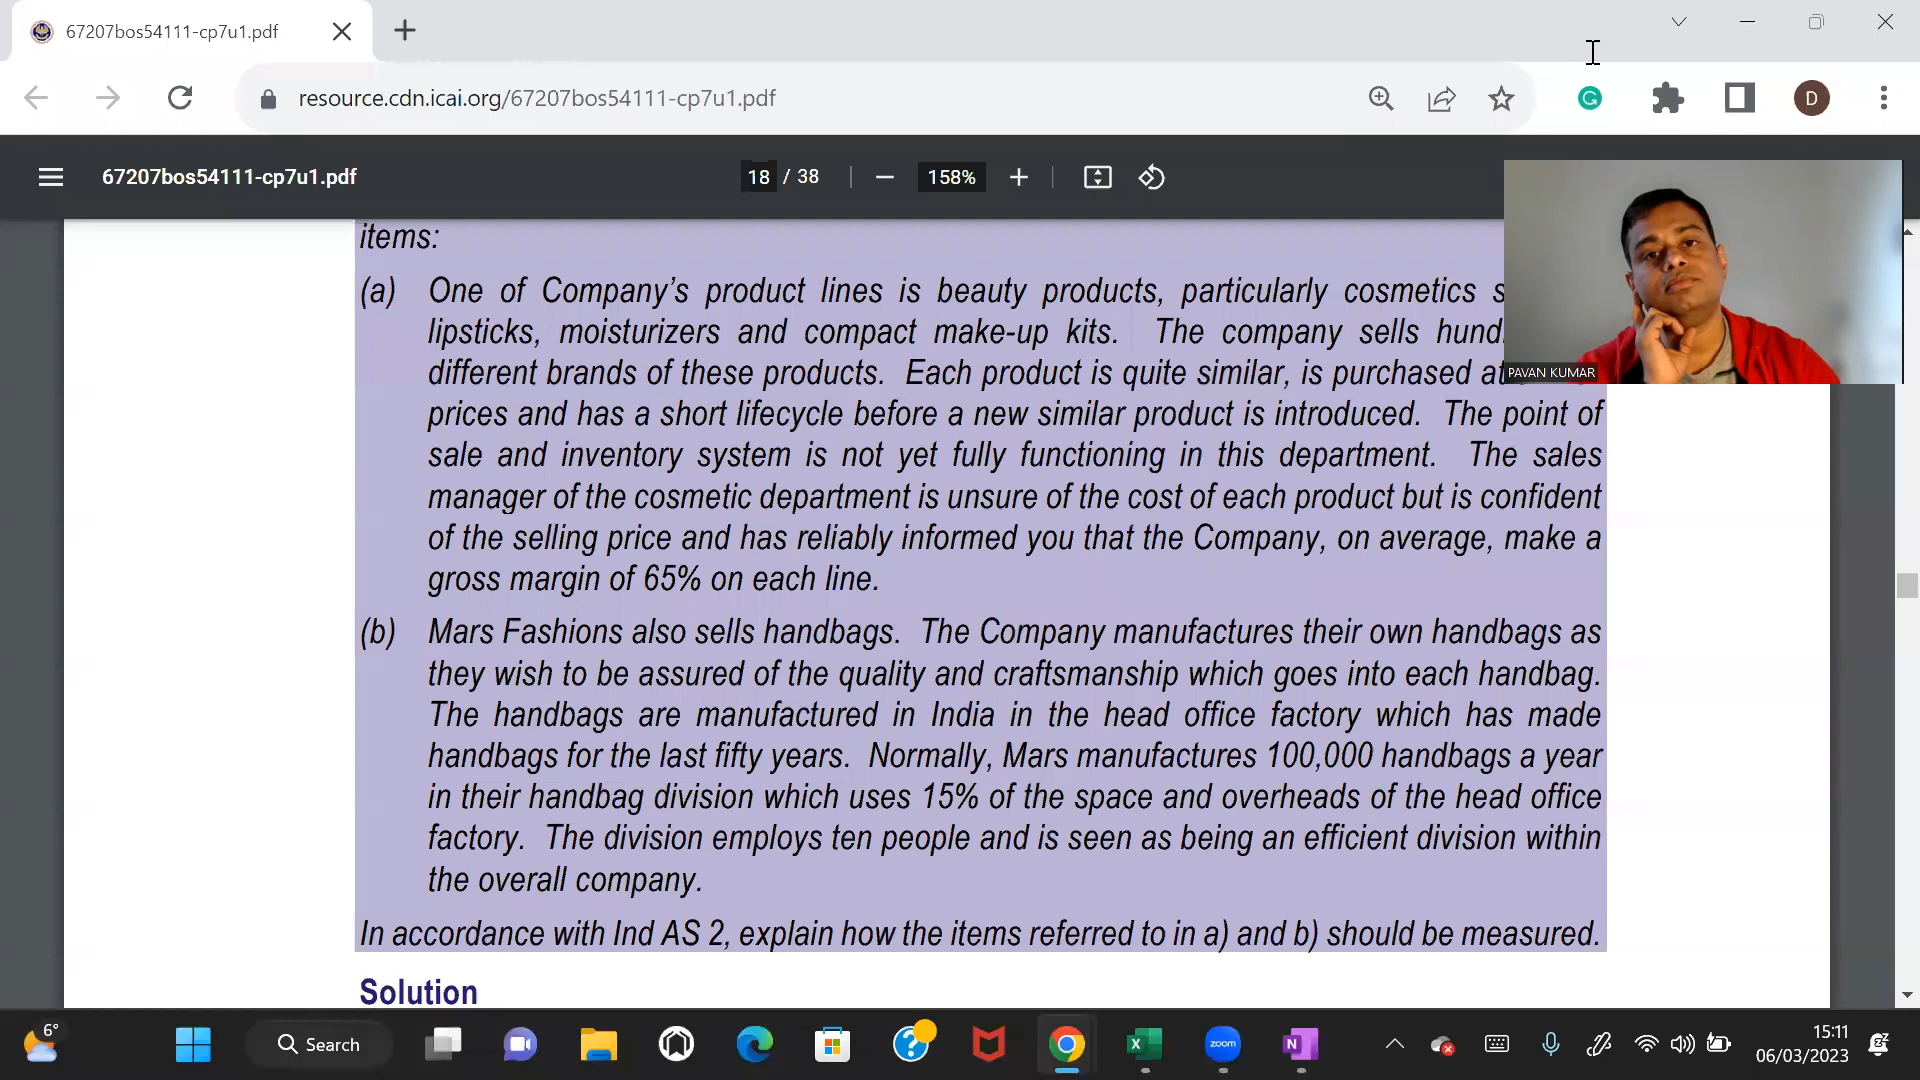 67207bos54111-cp7u1.pdf
resource.cdn.icai.org/67207bos54111-cp7u1.pdf
D
67207bos54111-cp7u1.pdf
18 / 38
158%
items:
(a) One of Company's product lines is beauty products, particularly cosmetics s
lipsticks, moisturizers and compact make-up kits. The company sells hund
different brands of these products. Each product is quite similar, is purchased at
prices and has a short lifecycle before a new similar product is introduced. The point of
sale and inventory system is not yet fully functioning in this department. The sales
manager of the cosmetic department is unsure of the cost of each product but is confident
of the selling price and has reliably informed you that the Company, on average, make a
gross margin of 65% on each line.
(b) Mars Fashions also sells handbags. The Company manufactures their own handbags as
they wish to be assured of the quality and craftsmanship which goes into each handbag.
The handbags are manufactured in India in the head office factory which has made
handbags for the last fifty years. Normally, Mars manufactures 100,000 handbags a year
in their handbag division which uses 15% of the space and overheads of the head office
factory. The division employs ten people and is seen as being an efficient division within
the overall company.
In accordance with Ind AS 2, explain how the items referred to in a) and b) should be measured.
Solution
PAVAN KUMAR
6°
Search
zoom
15:11
06/03/2023